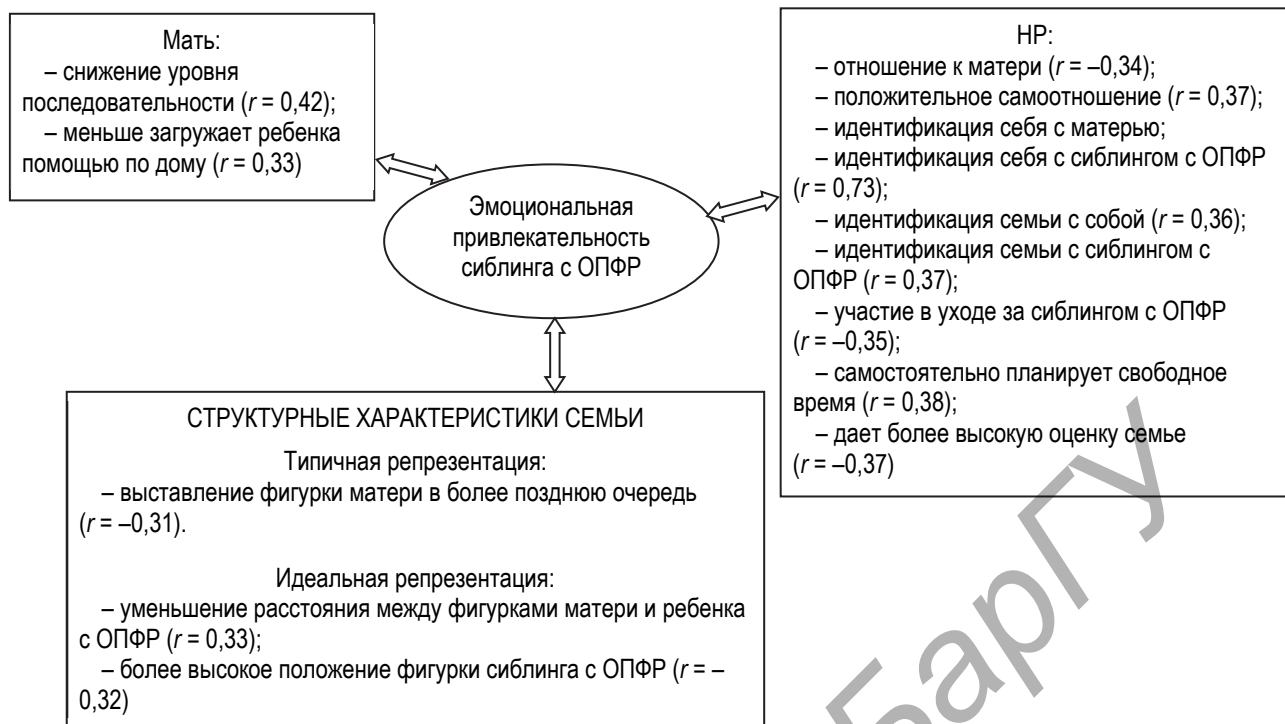 Мать:
– снижение уровня
последовательности (r = 0,42);
– меньше загружает ребенка
помощью по дому (r = 0,33)
НР:
– отношение к матери (r = –0,34);
– положительное самоотношение (r = 0,37);
– идентификация себя с матерью;
– идентификация себя с сиблингом с ОПФР
(r = 0,73);
– идентификация семьи с собой (r = 0,36);
– идентификация семьи с сиблингом с
ОПФР (r = 0,37);
– участие в уходе за сиблингом с ОПФР
(r = –0,35);
– самостоятельно планирует свободное
время (r = 0,38);
– дает более высокую оценку семье
(r = –0,37)
Эмоциональная
привлекательность
сиблинга с ОПФР
СТРУКТУРНЫЕ ХАРАКТЕРИСТИКИ СЕМЬИ
Типичная репрезентация:
– выставление фигурки матери в более позднюю очередь
(r = –0,31).
Идеальная репрезентация:
– уменьшение расстояния между фигурками матери и ребенка
с ОПФР (r = 0,33);
– более высокое положение фигурки сиблинга с ОПФР (r = –
0,32)
БарГУ